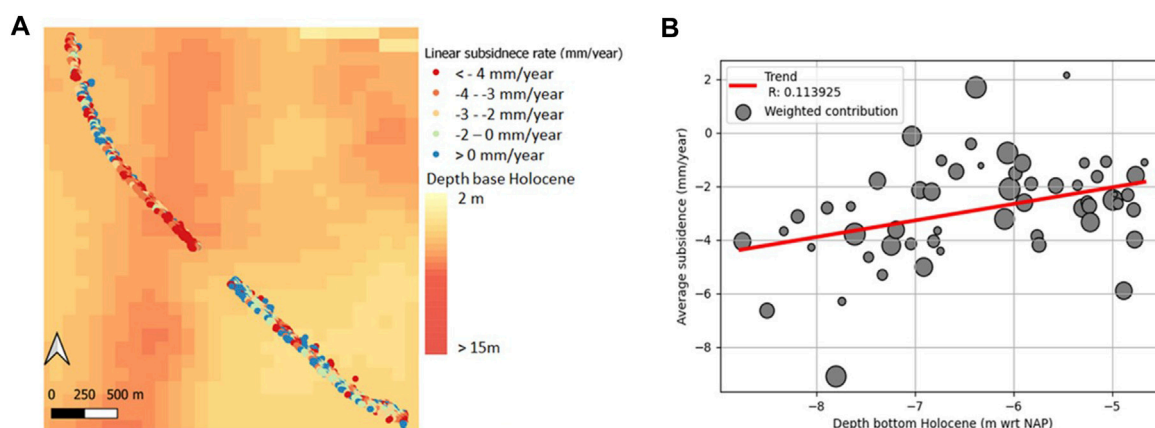 A
Linear subsidnece rate (mm/year)
< - 4 mm/year
-4 - -3 mm/year
-3 - -2 mm/year
-2 – 0 mm/year
> 0 mm/year
Depth base Holocene
2 m
> 15m
0 250 500 m
B
Trend
R: 0.113925
Weighted contribution
Average subsidence (mm/year)
2
0
−2
−4
−6
−8
−8 −7 −6 −5
Depth bottom Holocene (m wrt NAP)